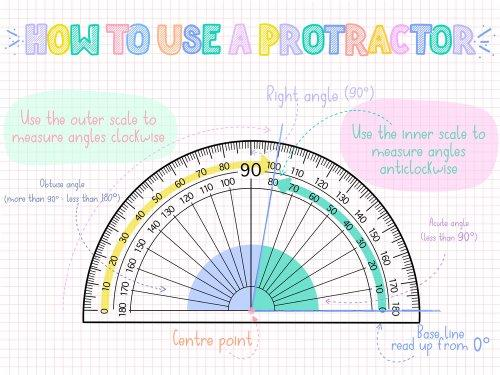 HOW TO USE A PROTRACTOR
Right angle (90°)
Use the outer scale to
measure angles clockwise
Use the inner scale to
measure angles
anticlockwise
Obtuse angle
(more than 90° - less than 180°)
Acute angle
(less than 90°)
0 10 20 30 40 50 60 70 80 90 100 110 120 130 140 150 160 170 180
180 170 160 150 140 130 120 110 100 80 70 60 50 40 30 20 10 0
Centre point
Base line
read up from 0°